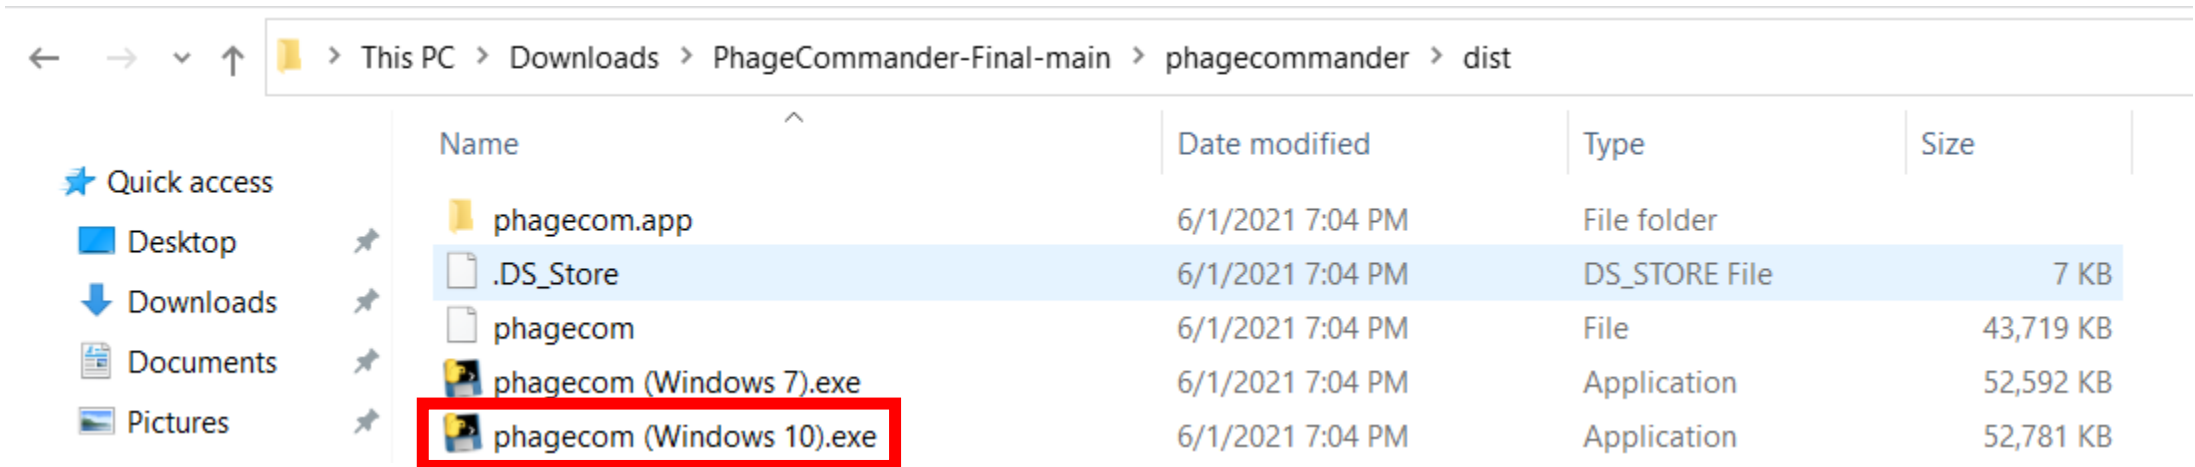 This PC > Downloads > PhageCommander-Final-main > phagecommander > dist
Name Date modified Type Size
Quick access
Desktop
Downloads
Documents
Pictures
phagecom.app 6/1/2021 7:04 PM File folder
.DS_Store 6/1/2021 7:04 PM DS_STORE File 7 KB
phagecom 6/1/2021 7:04 PM File 43,719 KB
phagecom (Windows 7).exe 6/1/2021 7:04 PM Application 52,592 KB
phagecom (Windows 10).exe 6/1/2021 7:04 PM Application 52,781 KB